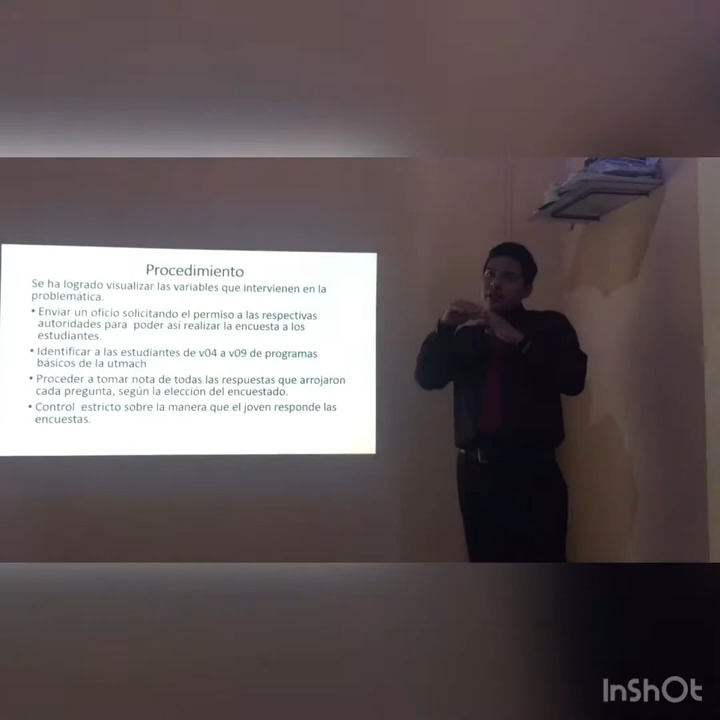 Procedimiento
Se ha logrado visualizar las variables que intervienen en la
problemática.
• Enviar un oficio solicitando el permiso a las respectivas
autoridades para poder asi realizar la encuesta a los
estudiantes.
• Identificar a las estudiantes de v04 a v09 de programas
básicos de la utmach
• Proceder a tomar nota de todas las respuestas que arrojaron
cada pregunta, según la elección del encuestado.
• Control estricto sobre la manera que el joven responde las
encuestas.
InShOt